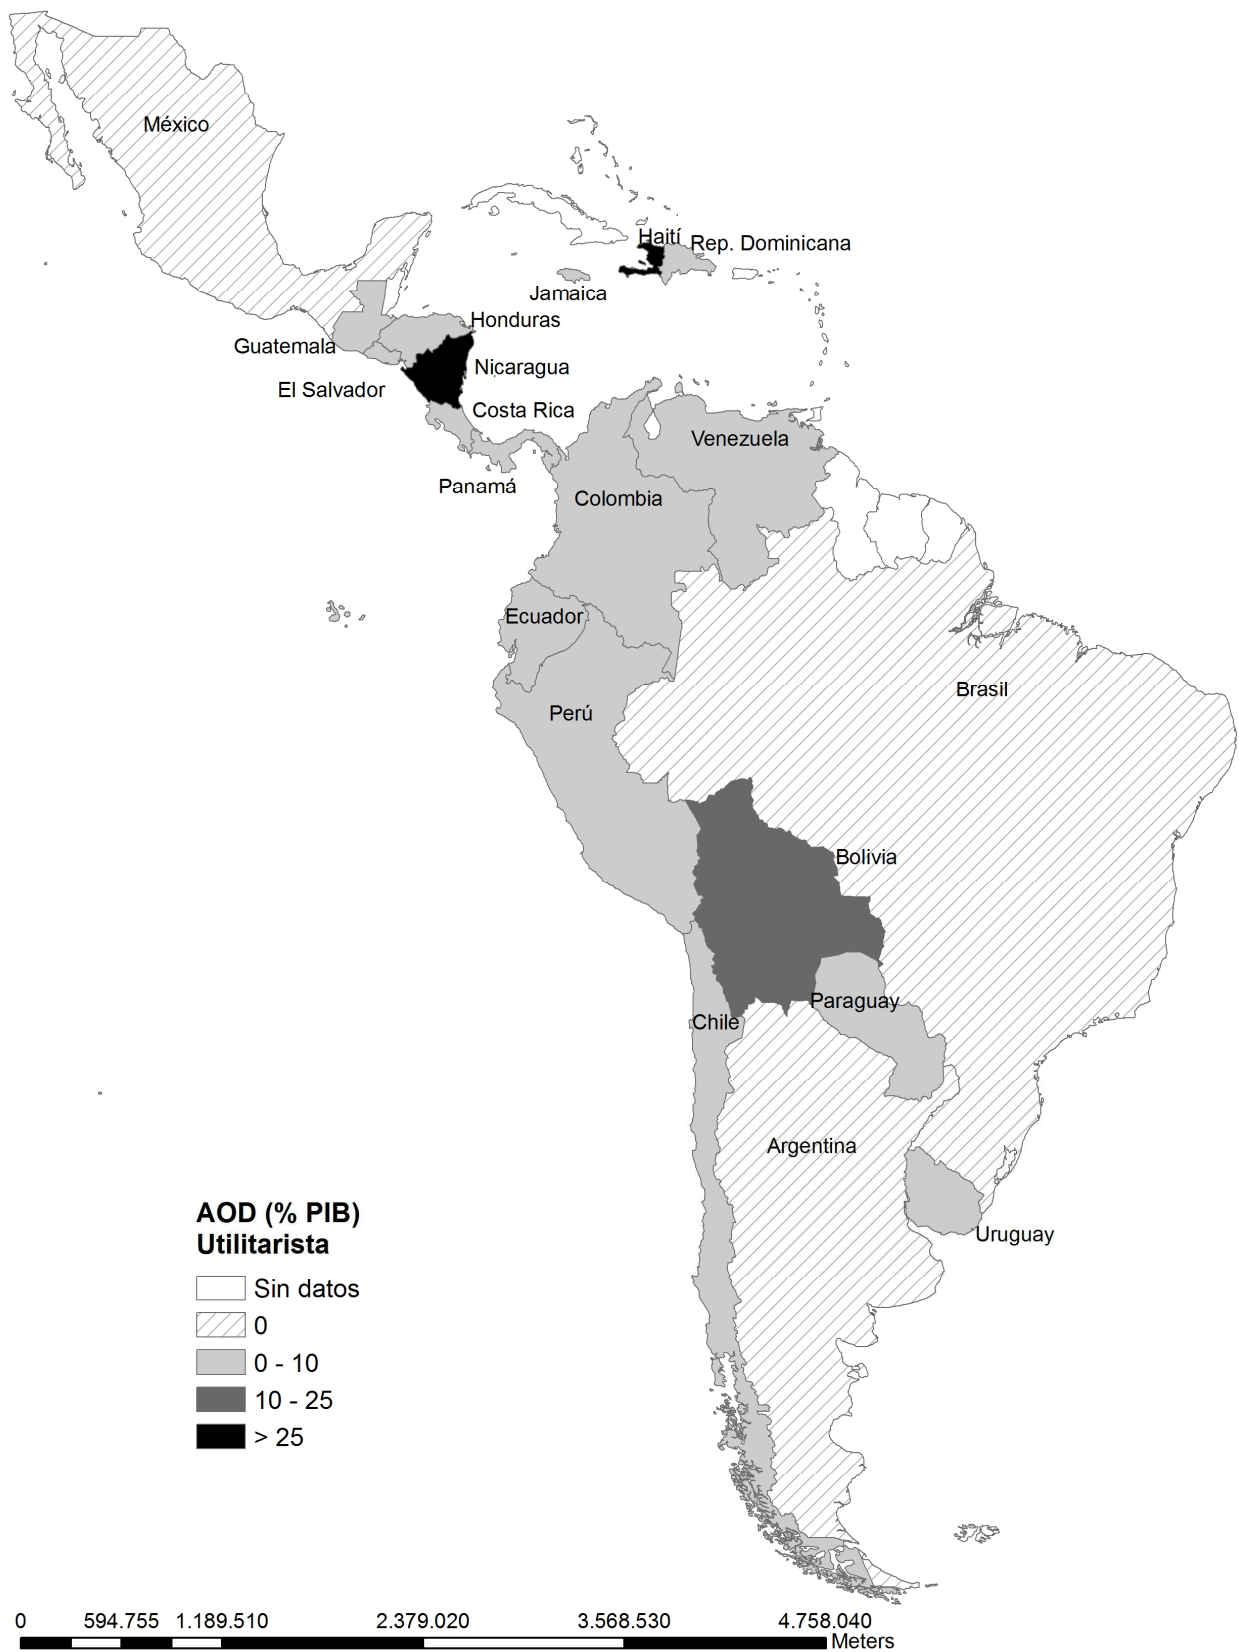 México
Haití
Rep. Dominicana
Jamaica
Honduras
Guatemala
Nicaragua
El Salvador
Costa Rica
Venezuela
Panamá
Colombia
Ecuador
Brasil
Perú
Bolivia
Paraguay
Chile
Argentina
Uruguay
AOD (% PIB)
Utilitarista
Sin datos
0
0 - 10
10 - 25
> 25
0 594.755 1.189.510 2.379.020 3.568.530 4.758.040
Meters